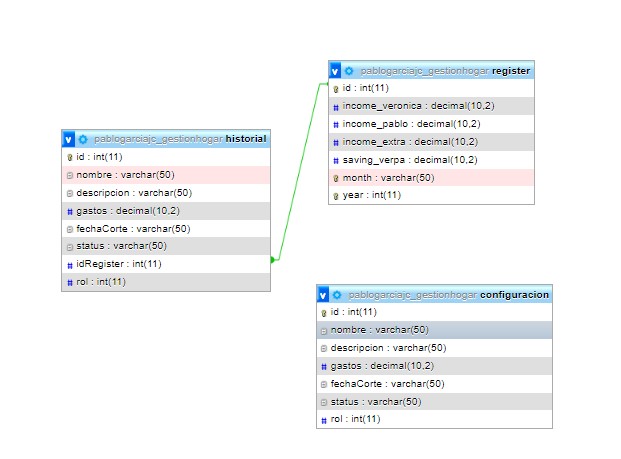 v pablogarciajc_gestionhogar register
id : int(11)
income_veronica : decimal(10,2)
income_pablo : decimal(10,2)
income_extra : decimal(10,2)
saving_verpa : decimal(10,2)
month : varchar(50)
year : int(11)
v pablogarciajc_gestionhogar historial
id : int(11)
nombre : varchar(50)
descripcion : varchar(50)
# gastos : decimal(10,2)
fechaCorte : varchar(50)
status : varchar(50)
# idRegister : int(11)
# rol : int(11)
v pablogarciajc_gestionhogar configuracion
id : int(11)
nombre : varchar(50)
descripcion : varchar(50)
# gastos : decimal(10,2)
fechaCorte : varchar(50)
status : varchar(50)
# rol : int(11)